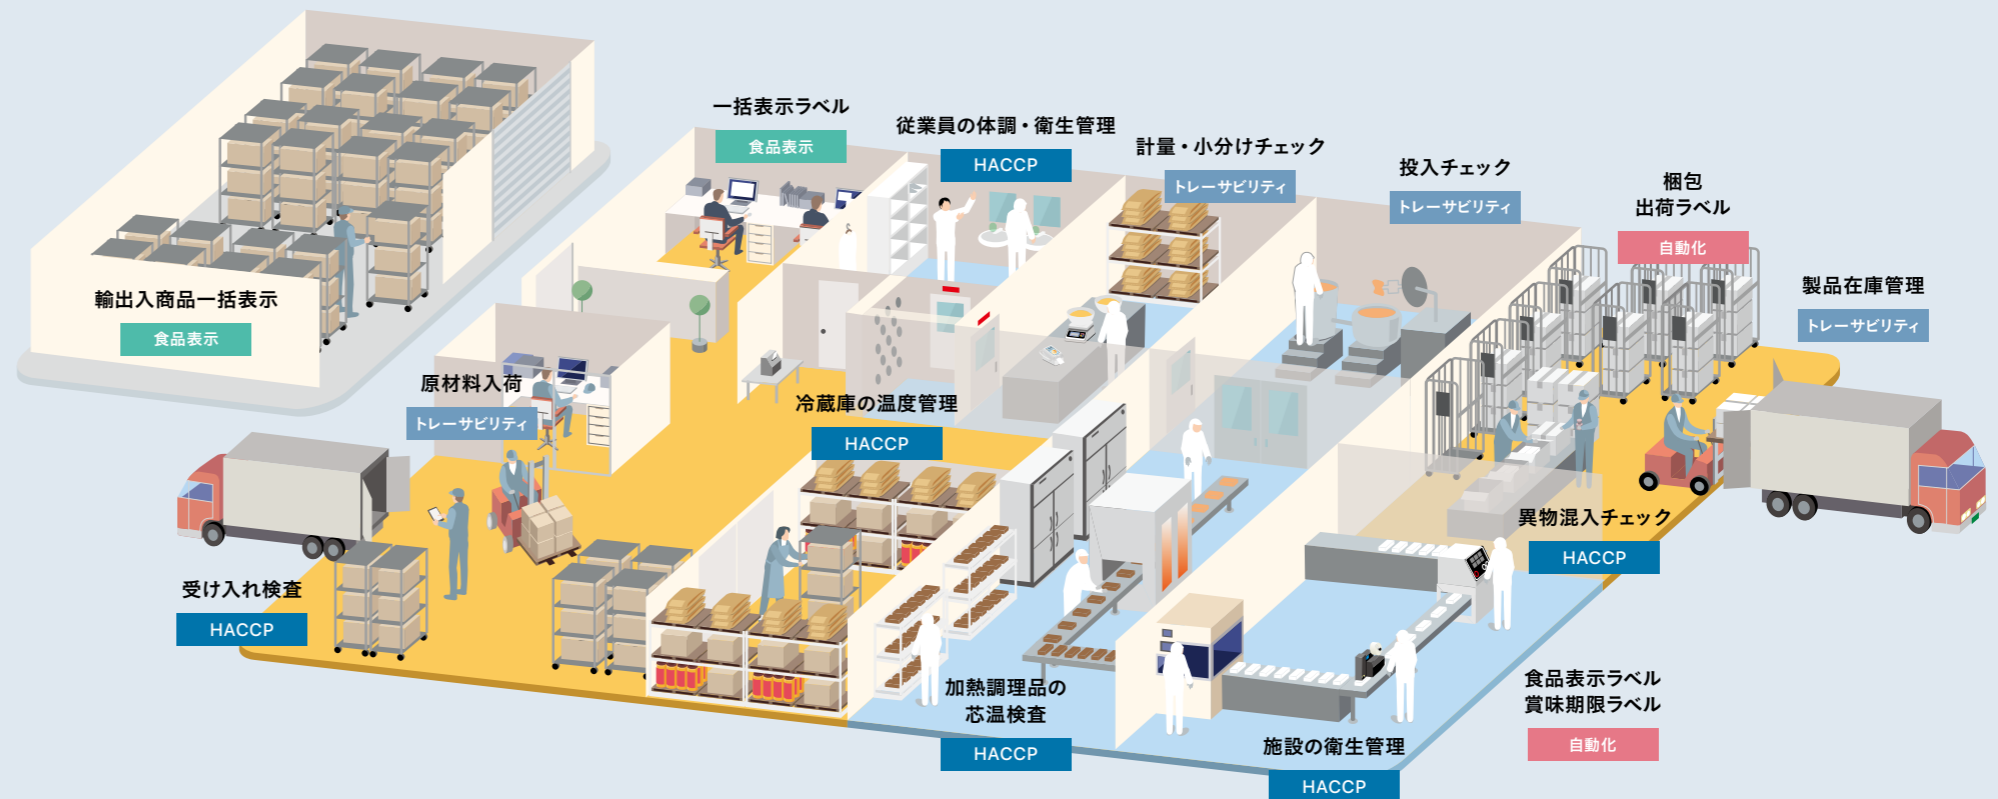 一括表示ラベル
食品表示
従業員の体調・衛生管理
HACCP
計量・小分けチェック
トレーサビリティ
投入チェック
トレーサビリティ
梱包
出荷ラベル
自動化
製品在庫管理
トレーサビリティ
輸出入商品一括表示
食品表示
原材料入荷
トレーサビリティ
冷蔵庫の温度管理
HACCP
異物混入チェック
HACCP
受け入れ検査
HACCP
加熱調理品の
芯温検査
HACCP
施設の衛生管理
HACCP
食品表示ラベル
賞味期限ラベル
自動化